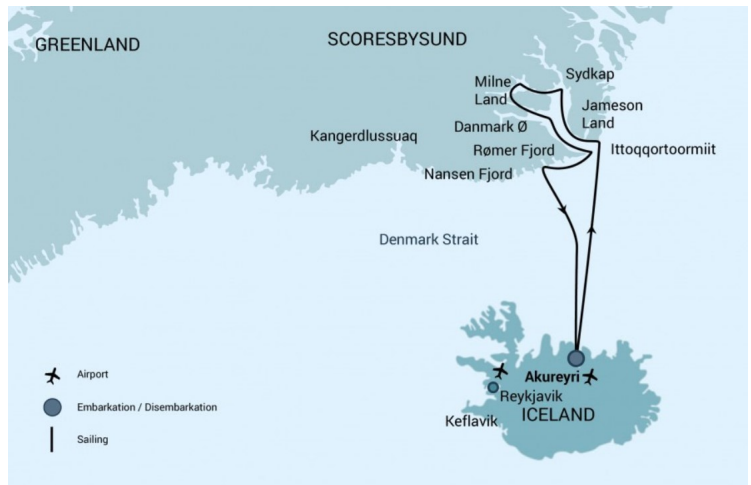 GREENLAND
SCORESBYSUND
Milne
Land
Sydkap
Jameson
Land
Danmark Ø
Kangerdlussuaq
Rømer Fjord
Ittoqqortoormiit
Nansen Fjord
Denmark Strait
Airport
Akureyri
Reykjavik
Embarkation / Disembarkation
ICELAND
Keflavik
Sailing